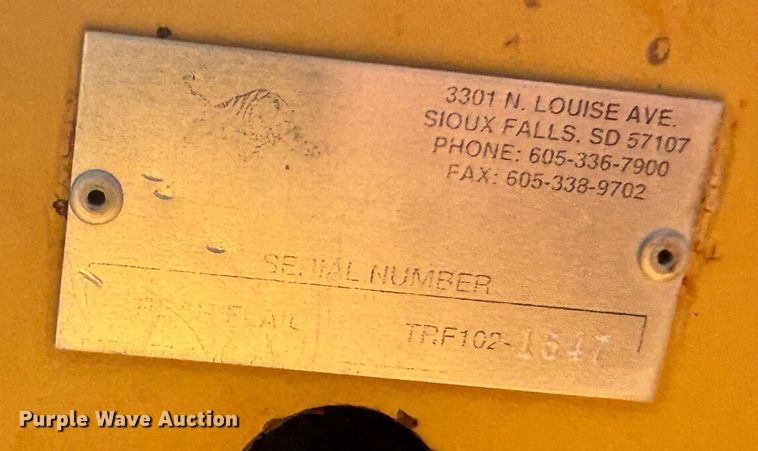 3301 N. LOUISE AVE.
SIOUX FALLS, SD 57107
PHONE: 605-336-7900
FAX: 605-338-9702
SERIAL NUMBER
TRF102-1547
Purple Wave Auction